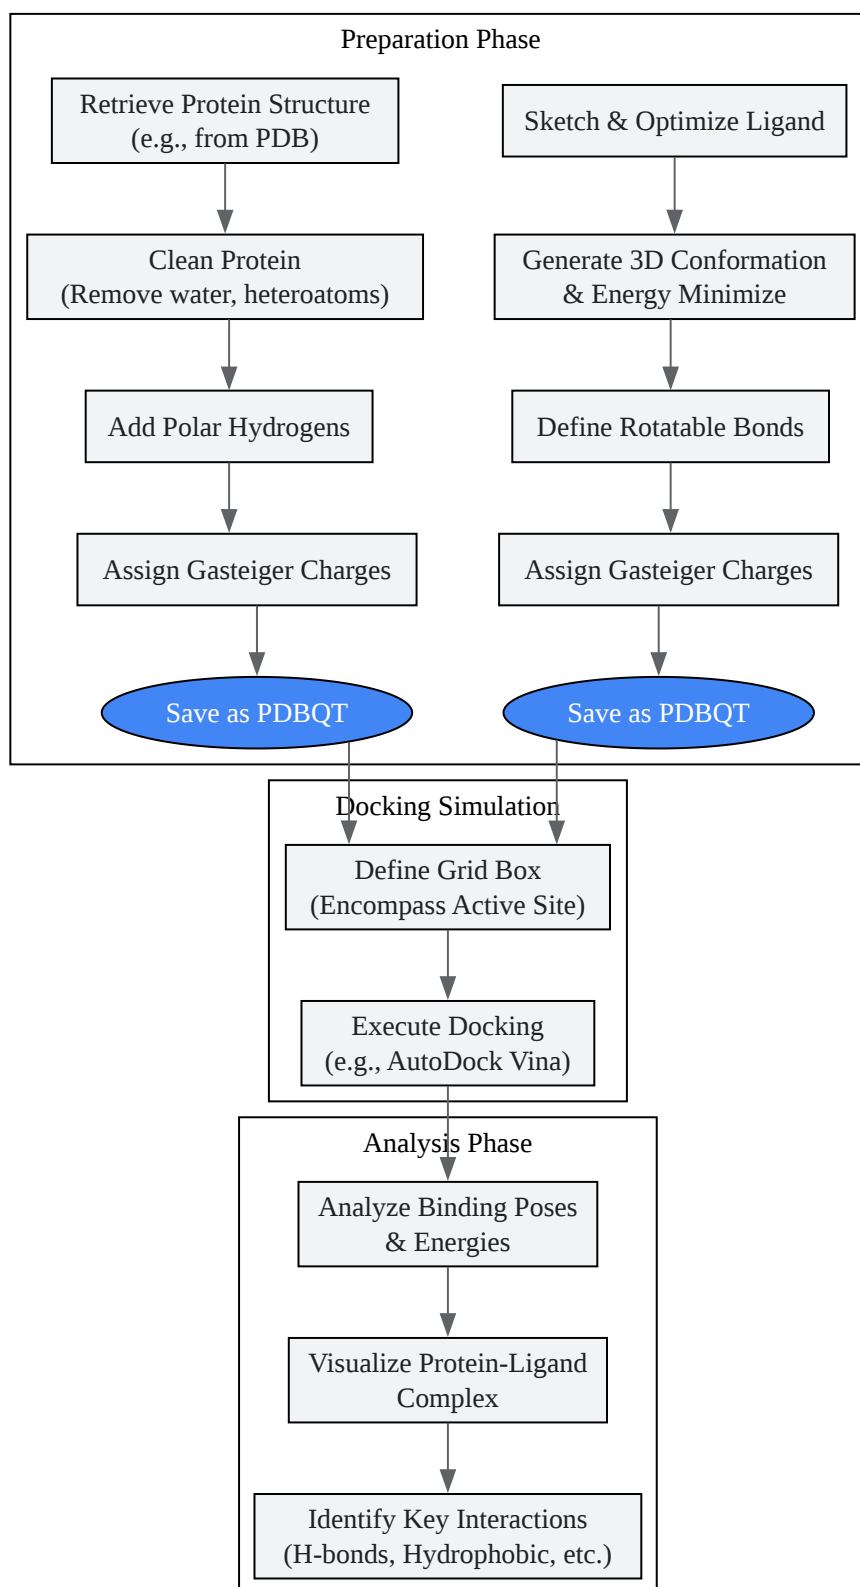 Preparation Phase
Retrieve Protein Structure
(e.g., from PDB)
Clean Protein
(Remove water, heteroatoms)
Add Polar Hydrogens
Assign Gasteiger Charges
Save as PDBQT
Sketch & Optimize Ligand
Generate 3D Conformation
& Energy Minimize
Define Rotatable Bonds
Assign Gasteiger Charges
Save as PDBQT
Docking Simulation
Define Grid Box
(Encompass Active Site)
Execute Docking
(e.g., AutoDock Vina)
Analysis Phase
Analyze Binding Poses
& Energies
Visualize Protein-Ligand
Complex
Identify Key Interactions
(H-bonds, Hydrophobic, etc.)